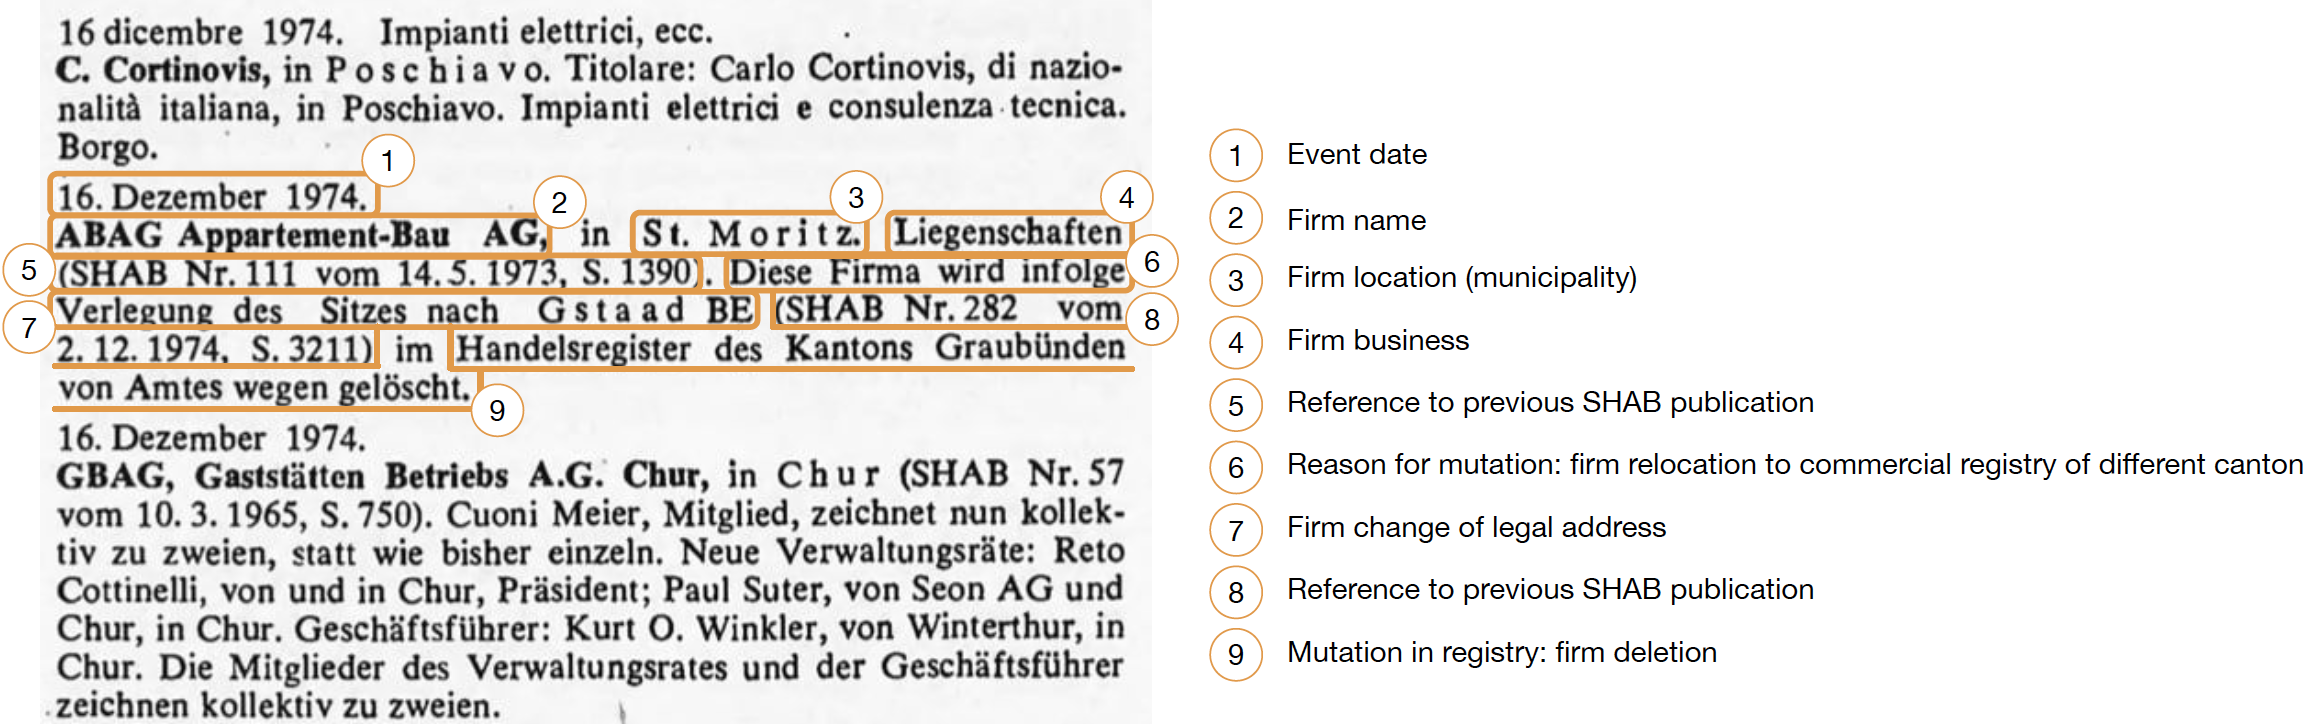 16 dicembre 1974. Impianti elettrici, ecc.
C. Cortinovis, in Poschiavo. Titolare: Carlo Cortinovis, di nazio-
nalità italiana, in Poschiavo. Impianti elettrici e consulenza tecnica.
Borgo.
1
16. Dezember 1974.
2
3
4
ABAG Appartement-Bau AG, in St. Moritz. Liegenschaften
5
(SHAB Nr. 111 vom 14. 5. 1973, S. 1390). Diese Firma wird infolge
6
7
Verlegung des Sitzes nach Gstaad BE (SHAB Nr. 282 vom
8
2. 12. 1974, S. 3211) im Handelsregister des Kantons Graubünden
von Amtes wegen gelöscht.
9
16. Dezember 1974.
GBAG, Gaststätten Betriebs A.G. Chur, in Chur (SHAB Nr. 57
vom 10. 3. 1965, S. 750). Cuoni Meier, Mitglied, zeichnet nun kollek-
tiv zu zweien, statt wie bisher einzeln. Neue Verwaltungsräte: Reto
Cottinelli, von und in Chur, Präsident; Paul Suter, von Seon AG und
Chur, in Chur. Geschäftsführer: Kurt O. Winkler, von Winterthur, in
Chur. Die Mitglieder des Verwaltungsrates und der Geschäftsführer
zeichnen kollektiv zu zweien.
1 Event date
2 Firm name
3 Firm location (municipality)
4 Firm business
5 Reference to previous SHAB publication
6 Reason for mutation: firm relocation to commercial registry of different canton
7 Firm change of legal address
8 Reference to previous SHAB publication
9 Mutation in registry: firm deletion